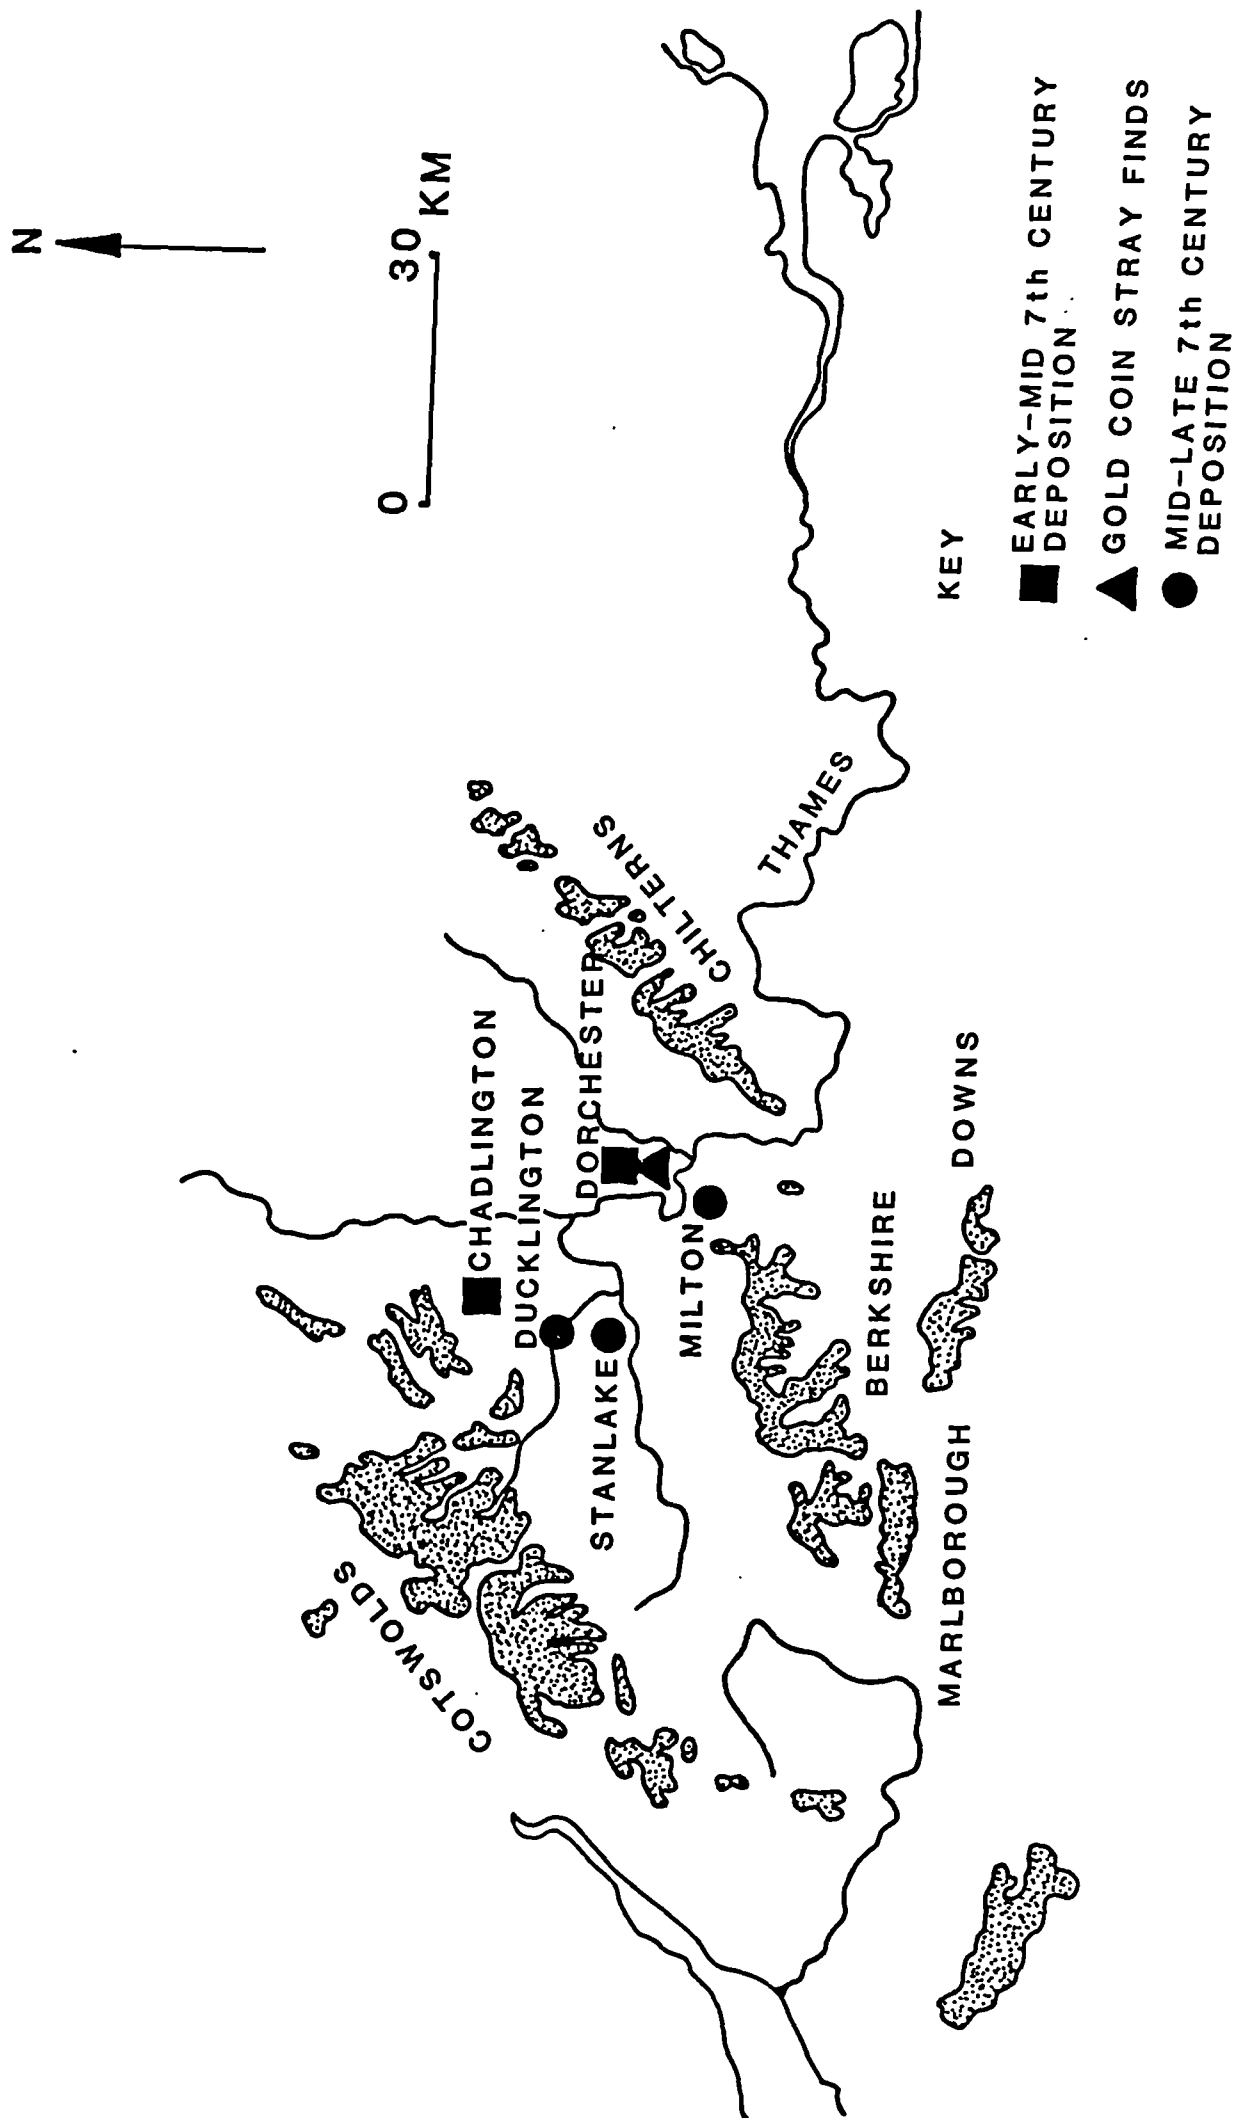 N
0 30 KM
COTSWOLDS
CHADLINGTON
DUCKLINGTON
DORCHESTER
STANLAKE
MILTON
CHILTERNS
THAMES
BERKSHIRE
DOWNS
MARLBOROUGH
KEY
EARLY-MID 7th CENTURY
DEPOSITION
GOLD COIN STRAY FINDS
MID-LATE 7th CENTURY
DEPOSITION